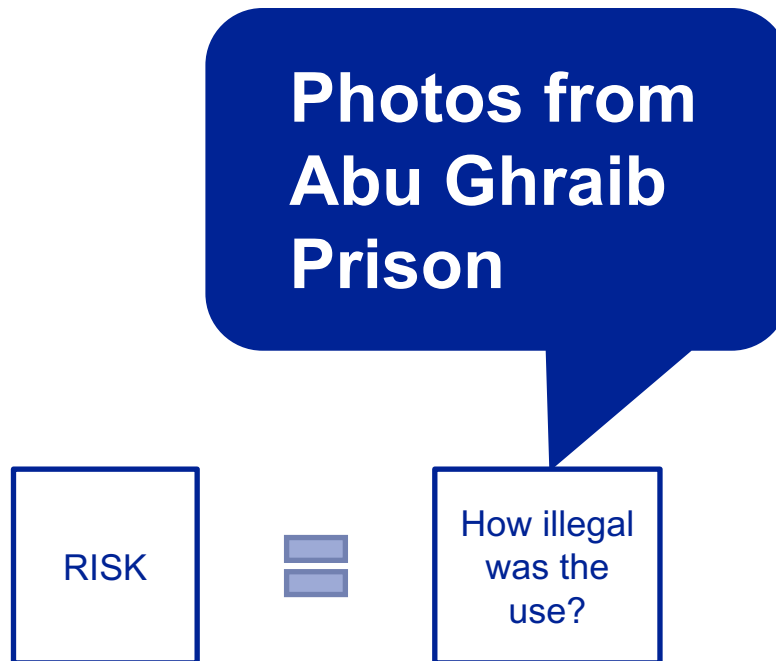 Photos from
Abu Ghraib
Prison
RISK
How illegal
was the
use?